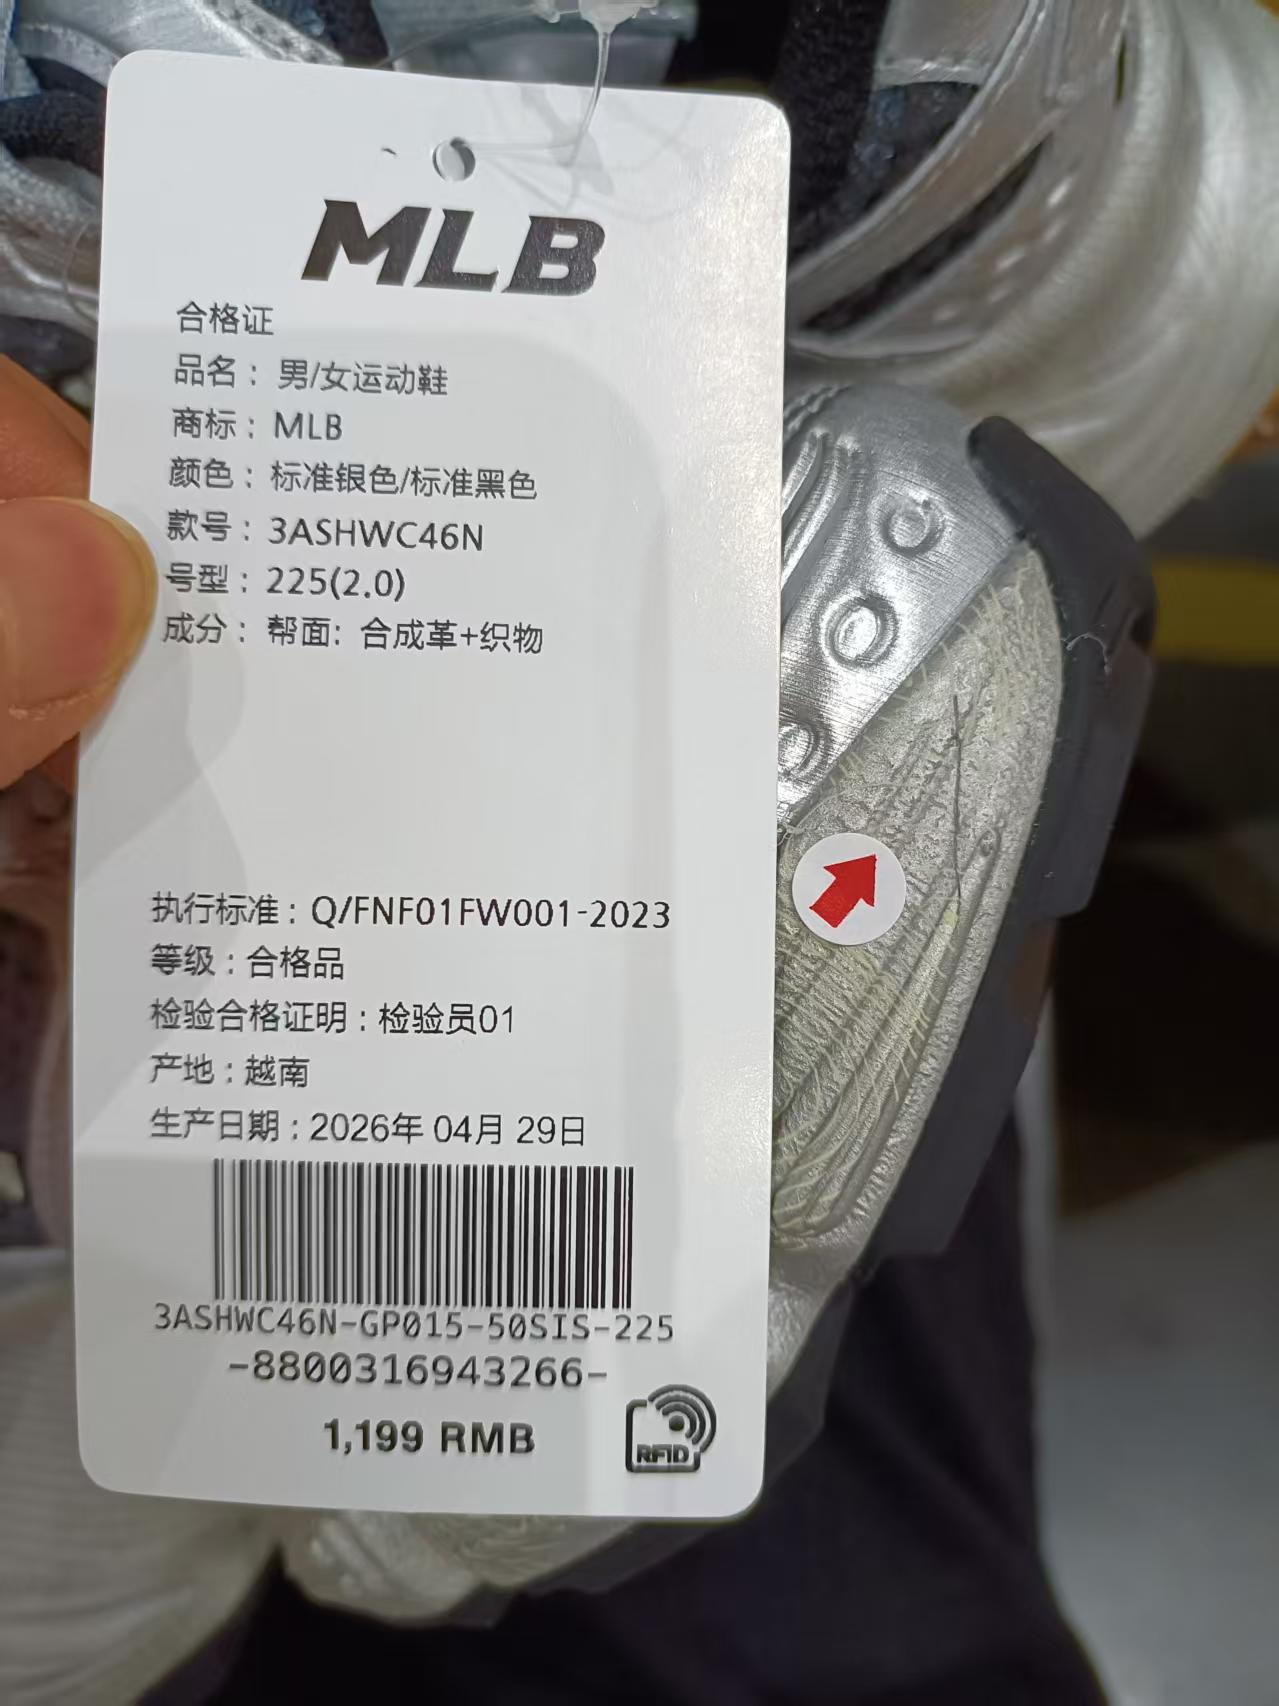 MLB
合格证
品名：男/女运动鞋
商标：MLB
颜色：标准银色/标准黑色
款号：3ASHWC46N
号型：225(2.0)
成分：帮面：合成革+织物
执行标准：Q/FNF01FW001-2023
等级：合格品
检验合格证明：检验员01
产地：越南
生产日期：2026年 04月 29日
3ASHWC46N-GP015-50SIS-225
-8800316943266-
1,199 RMB
RFID